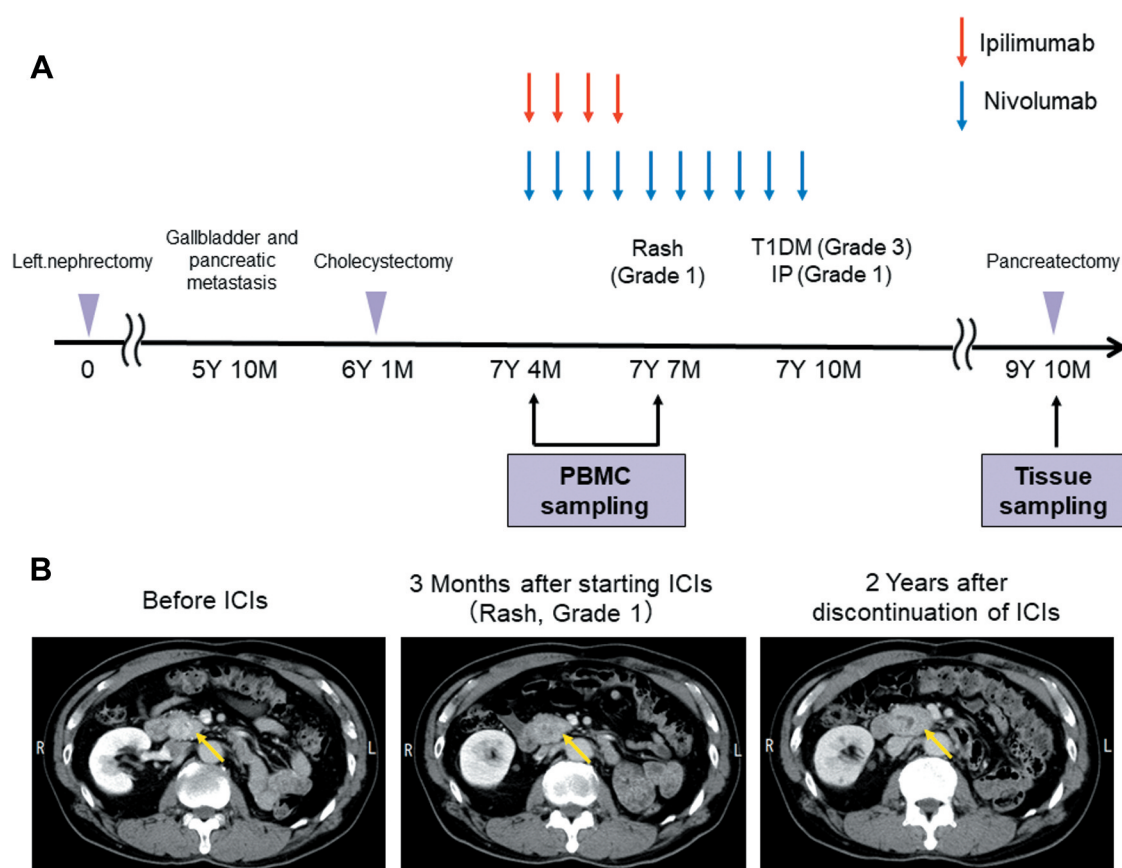 A
Ipilimumab
Nivolumab
Left.nephrectomy
Gallbladder and
pancreatic
metastasis
Cholecystectomy
Rash
(Grade 1)
T1DM (Grade 3)
IP (Grade 1)
Pancreatectomy
0
5Y 10M
6Y 1M
7Y 4M
7Y 7M
7Y 10M
9Y 10M
PBMC
sampling
Tissue
sampling
B
Before ICIs
3 Months after starting ICIs
(Rash, Grade 1)
2 Years after
discontinuation of ICIs
R
L
R
L
R
L